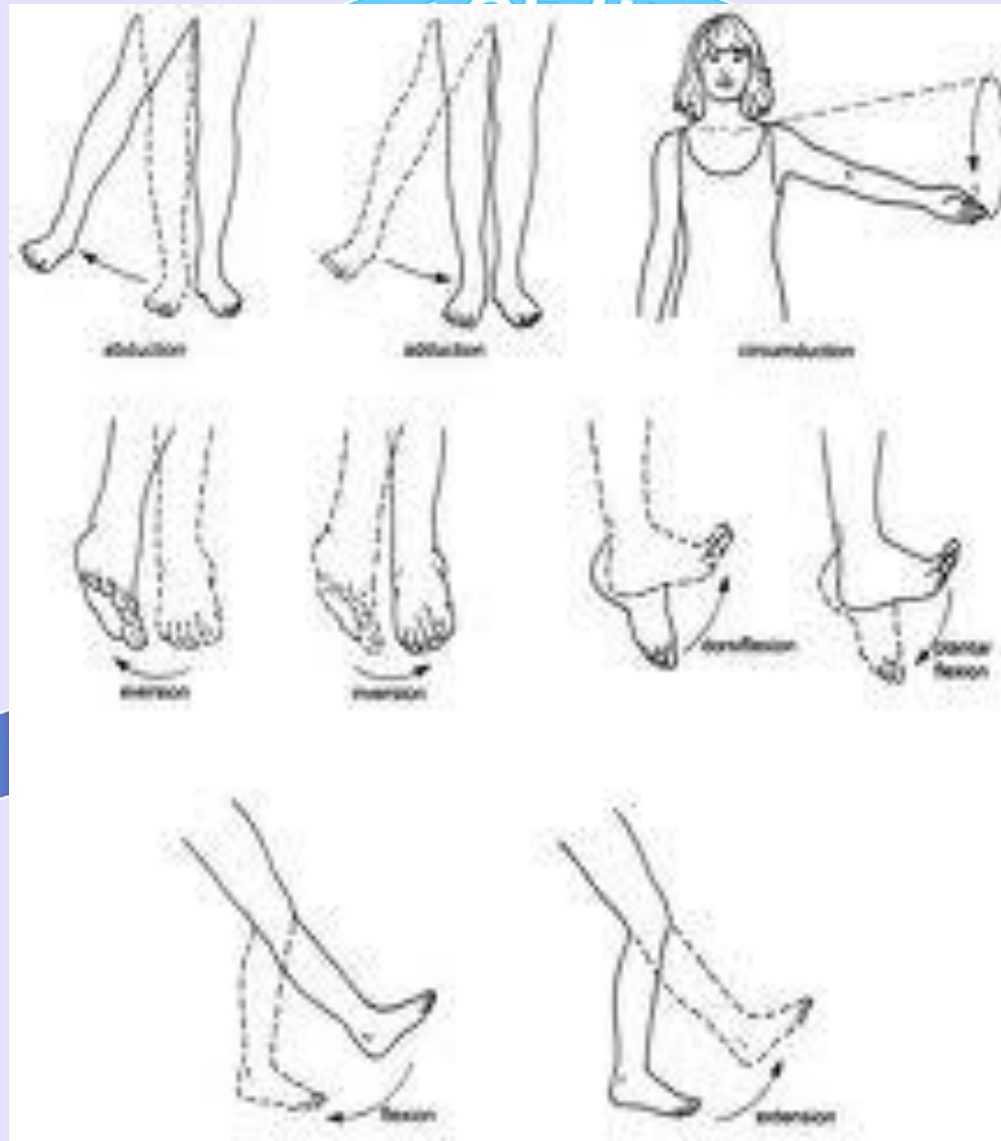 abduction
adduction
circumduction
eversion
inversion
dorsiflexion
plantar
flexion
flexion
extension